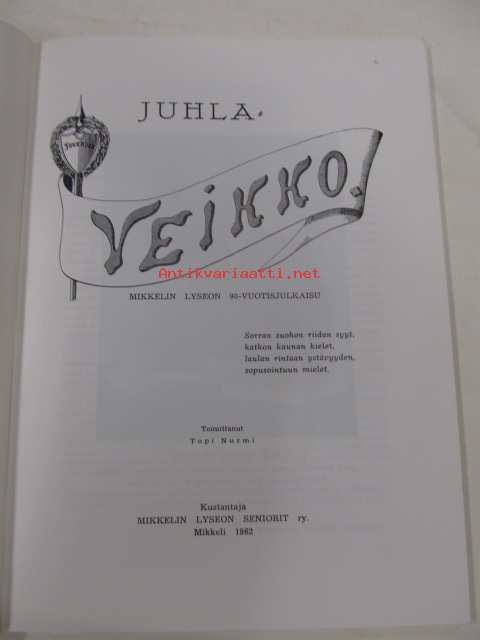 JUHLA-
VEIKKO.
Antikvariaatti.net
MIKKELIN LYSEON 90-VUOTISJULKAISU
Sorran suohon riidan syyt,
katkon kaunan kielet,
laulan rintaan ystävyyden,
sopusointuun mielet.
Toimittanut
Topi Nurmi
Kustantaja
MIKKELIN LYSEON SENIORIT ry.
Mikkeli 1962